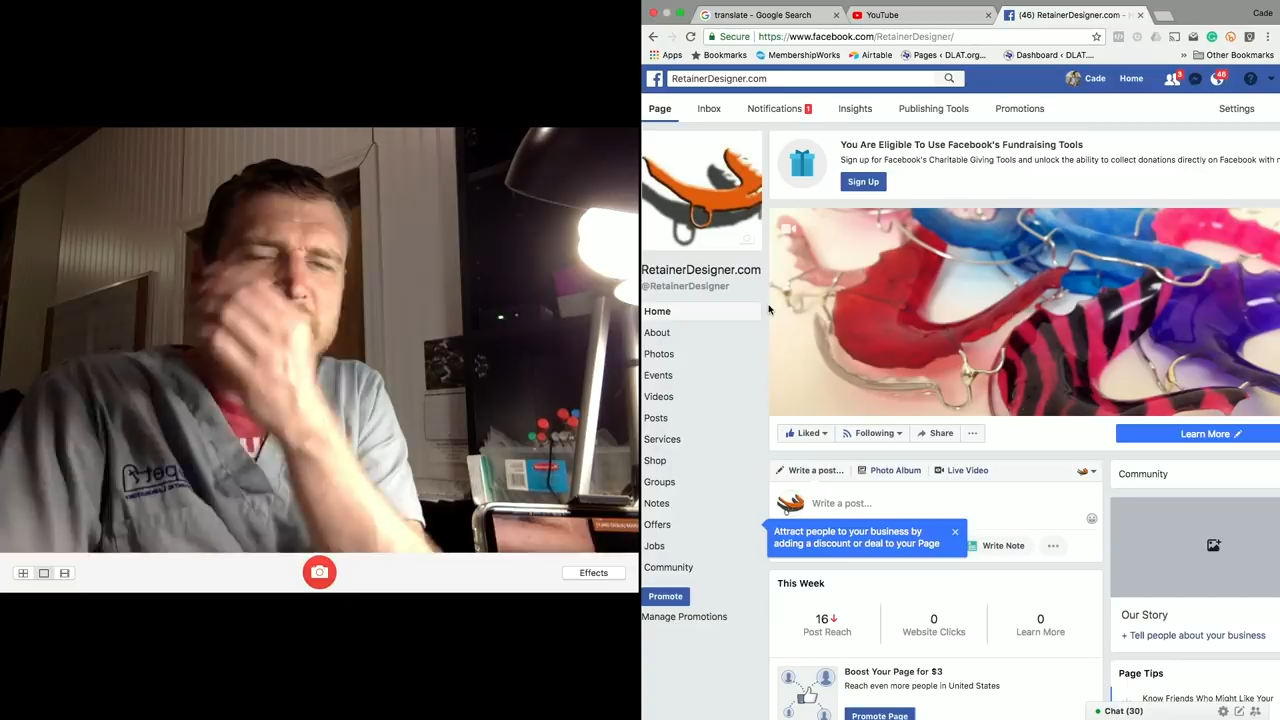 translate - Google Search
YouTube
(46) RetainerDesigner.com - H
Cade
Secure
https://www.facebook.com/RetainerDesigner/
Apps
Bookmarks
MembershipWorks
Airtable
Pages ‹ DLAT.org...
Dashboard ‹ DLAT....
»
Other Bookmarks
RetainerDesigner.com
Cade
Home
3
46
Page
Inbox
Notifications 1
Insights
Publishing Tools
Promotions
Settings
You Are Eligible To Use Facebook's Fundraising Tools
Sign up for Facebook's Charitable Giving Tools and unlock the ability to collect donations directly on Facebook with n
Sign Up
RetainerDesigner.com
@RetainerDesigner
Home
About
Photos
Events
Videos
Posts
Services
Shop
Groups
Notes
Offers
Jobs
Community
Promote
Manage Promotions
Liked
Following
Share
Learn More
Write a post...
Photo Album
Live Video
Write a post...
Attract people to your business by
adding a discount or deal to your Page
Write Note
This Week
16
Post Reach
0
Website Clicks
0
Learn More
Boost Your Page for $3
Reach even more people in United States
Promote Page
Community
Our Story
+ Tell people about your business
Page Tips
Know Friends Who Might Like Your
Chat (30)
Effects